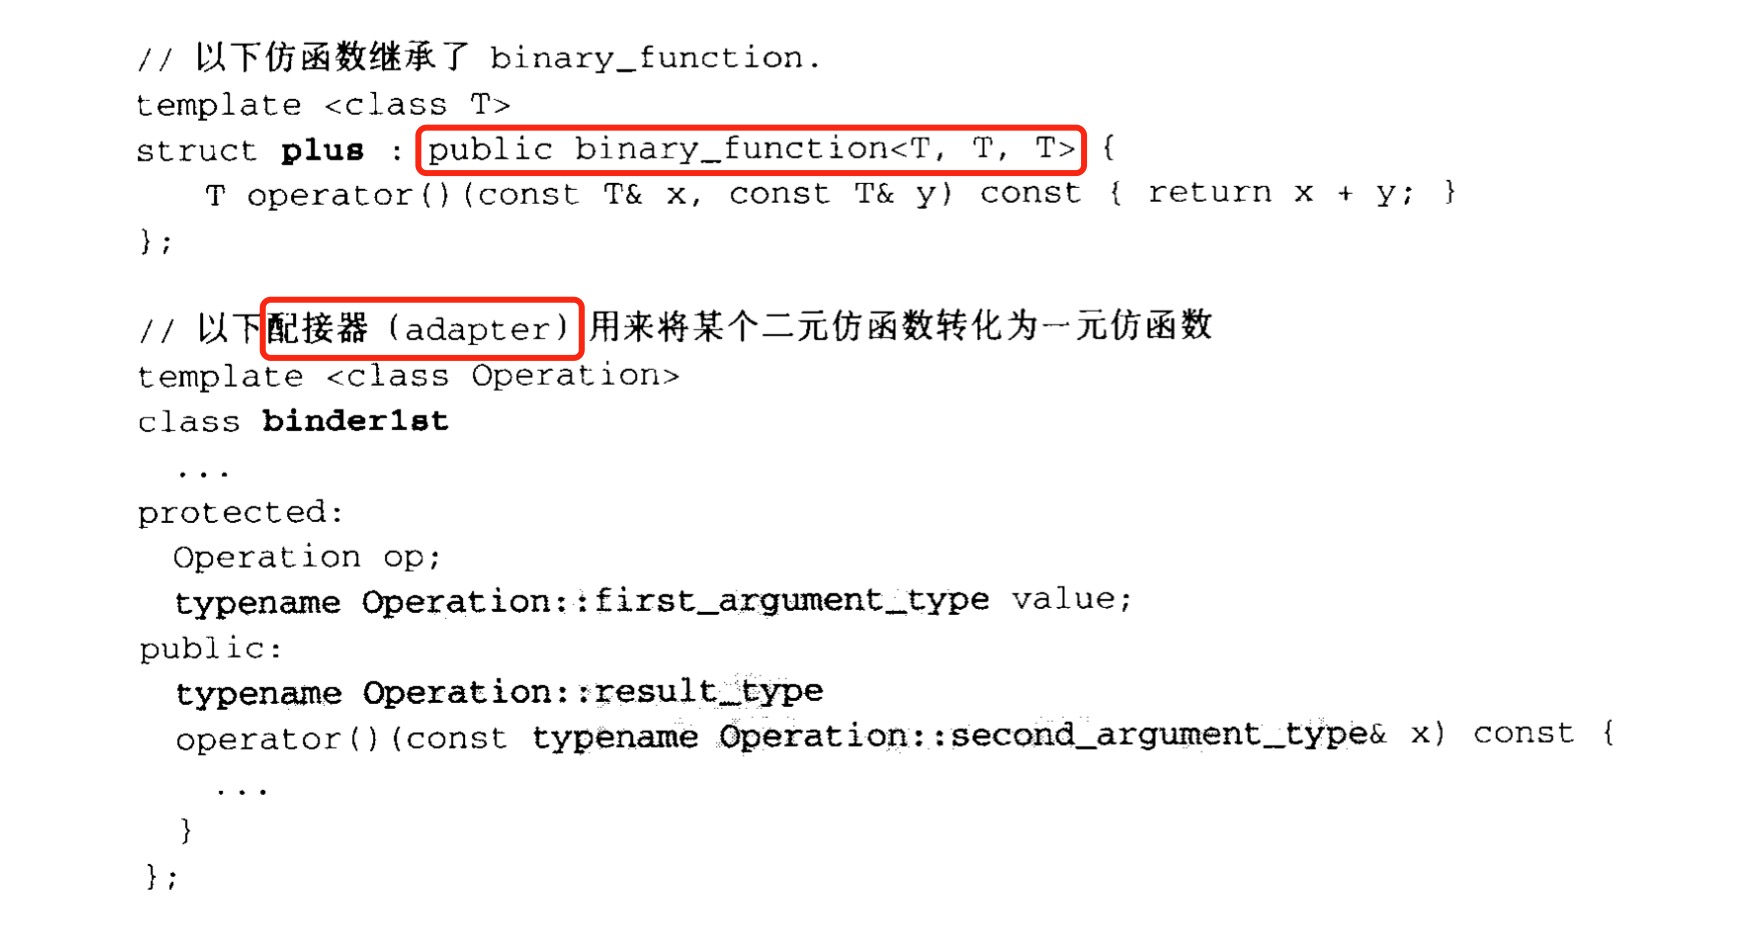 // 以下仿函数继承了 binary_function.
template <class T>
struct plus : public binary_function<T, T, T> {
T operator()(const T& x, const T& y) const { return x + y; }
};
// 以下配接器（adapter）用来将某个二元仿函数转化为一元仿函数
template <class Operation>
class binder1st
...
protected:
Operation op;
typename Operation::first_argument_type value;
public:
typename Operation::result_type
operator()(const typename Operation::second_argument_type& x) const {
...
}
};